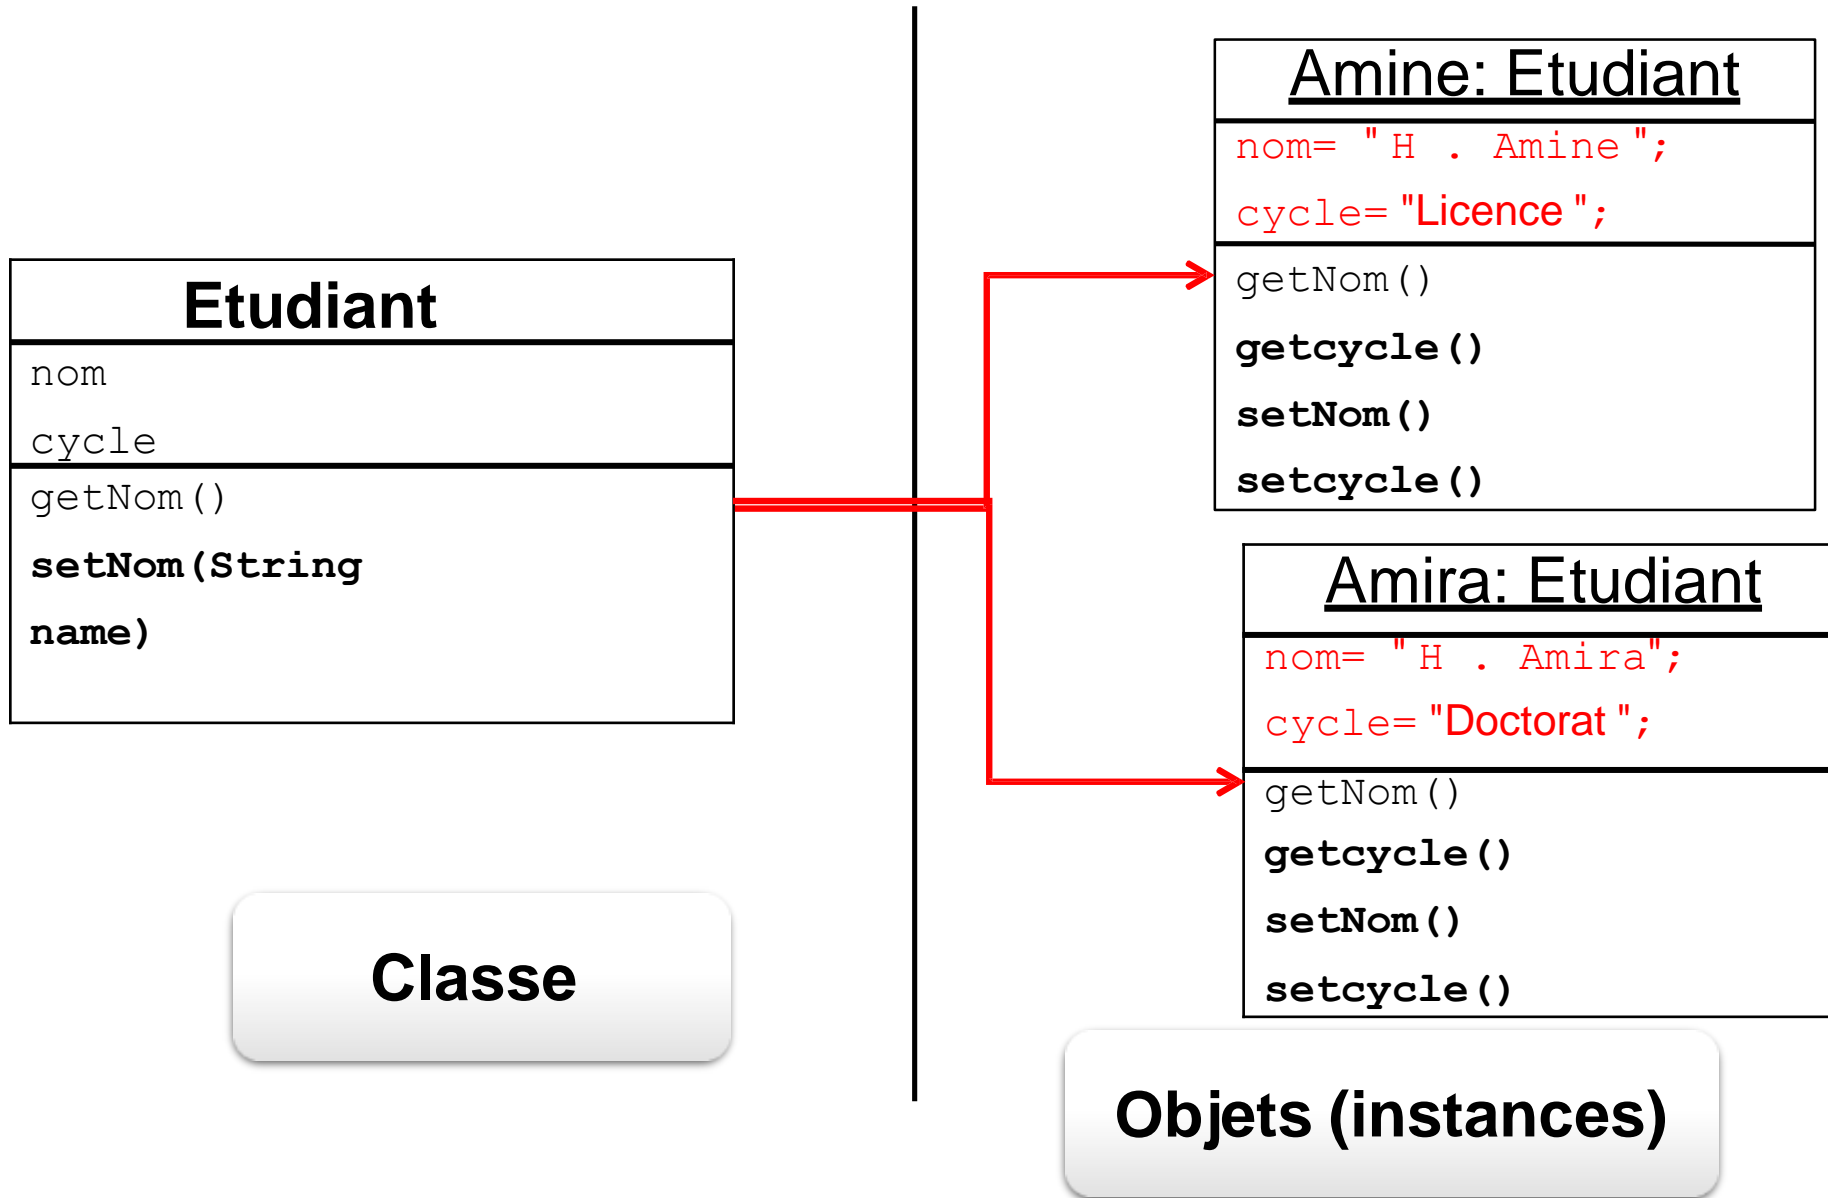 Etudiant
nom
cycle
getNom()
setNom(String
name)
Classe
Amine: Etudiant
nom= "H . Amine";
cycle= "Licence ";
getNom()
getcycle()
setNom()
setcycle()
Amira: Etudiant
nom= "H . Amira";
cycle= "Doctorat ";
getNom()
getcycle()
setNom()
setcycle()
Objets (instances)